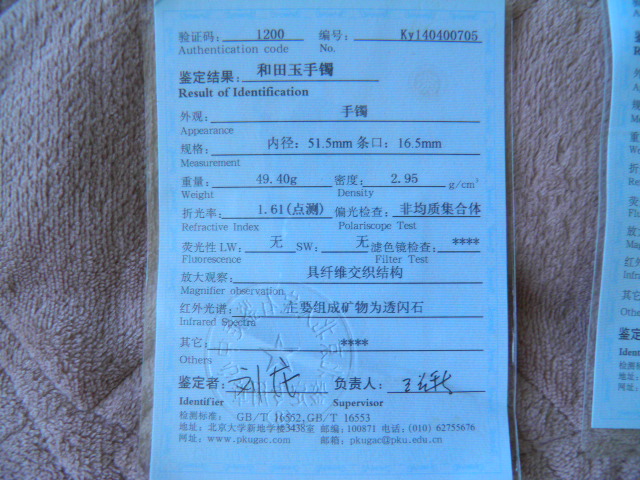 验证码: 1200 编号: Ky140400705
Authentication code No.
鉴定结果: 和田玉手镯
Result of Identification
外观: 手镯
Appearance
规格: 内径: 51.5mm 条口: 16.5mm
Measurement
重量: 49.40g 密度: 2.95 g/cm³
Weight Density
折光率: 1.61(点测) 偏光检查: 非均质集合体
Refractive Index Polariscope Test
荧光性 LW: 无 SW: 无 滤色镜检查: ****
Fluorescence Filter Test
放大观察: 具纤维交织结构
Magnifier observation
红外光谱: 主要组成矿物为透闪石
Infrared Spectra
其它: ****
Others
鉴定者: 负责人:
Identifier Supervisor
检测标准: GB/T 16552,GB/T 16553
地址: 北京大学新地学楼3438室 邮编: 100871 电话: (010) 62755676
网址: www.pkugac.com 邮箱: pkugac@pku.edu.cn